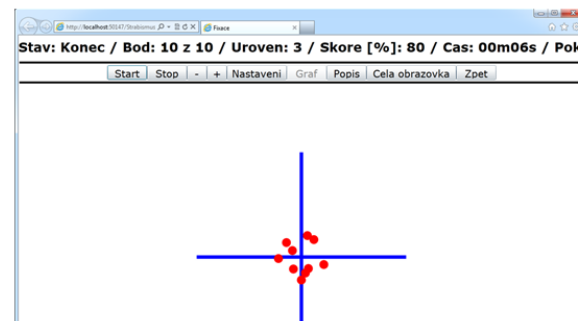 http://localhost:50147/Strabismus
Fixace
Stav: Konec / Bod: 10 z 10 / Uroven: 3 / Skore [%]: 80 / Cas: 00m06s / Pok
Start Stop - + Nastaveni Graf Popis Cela obrazovka Zpet